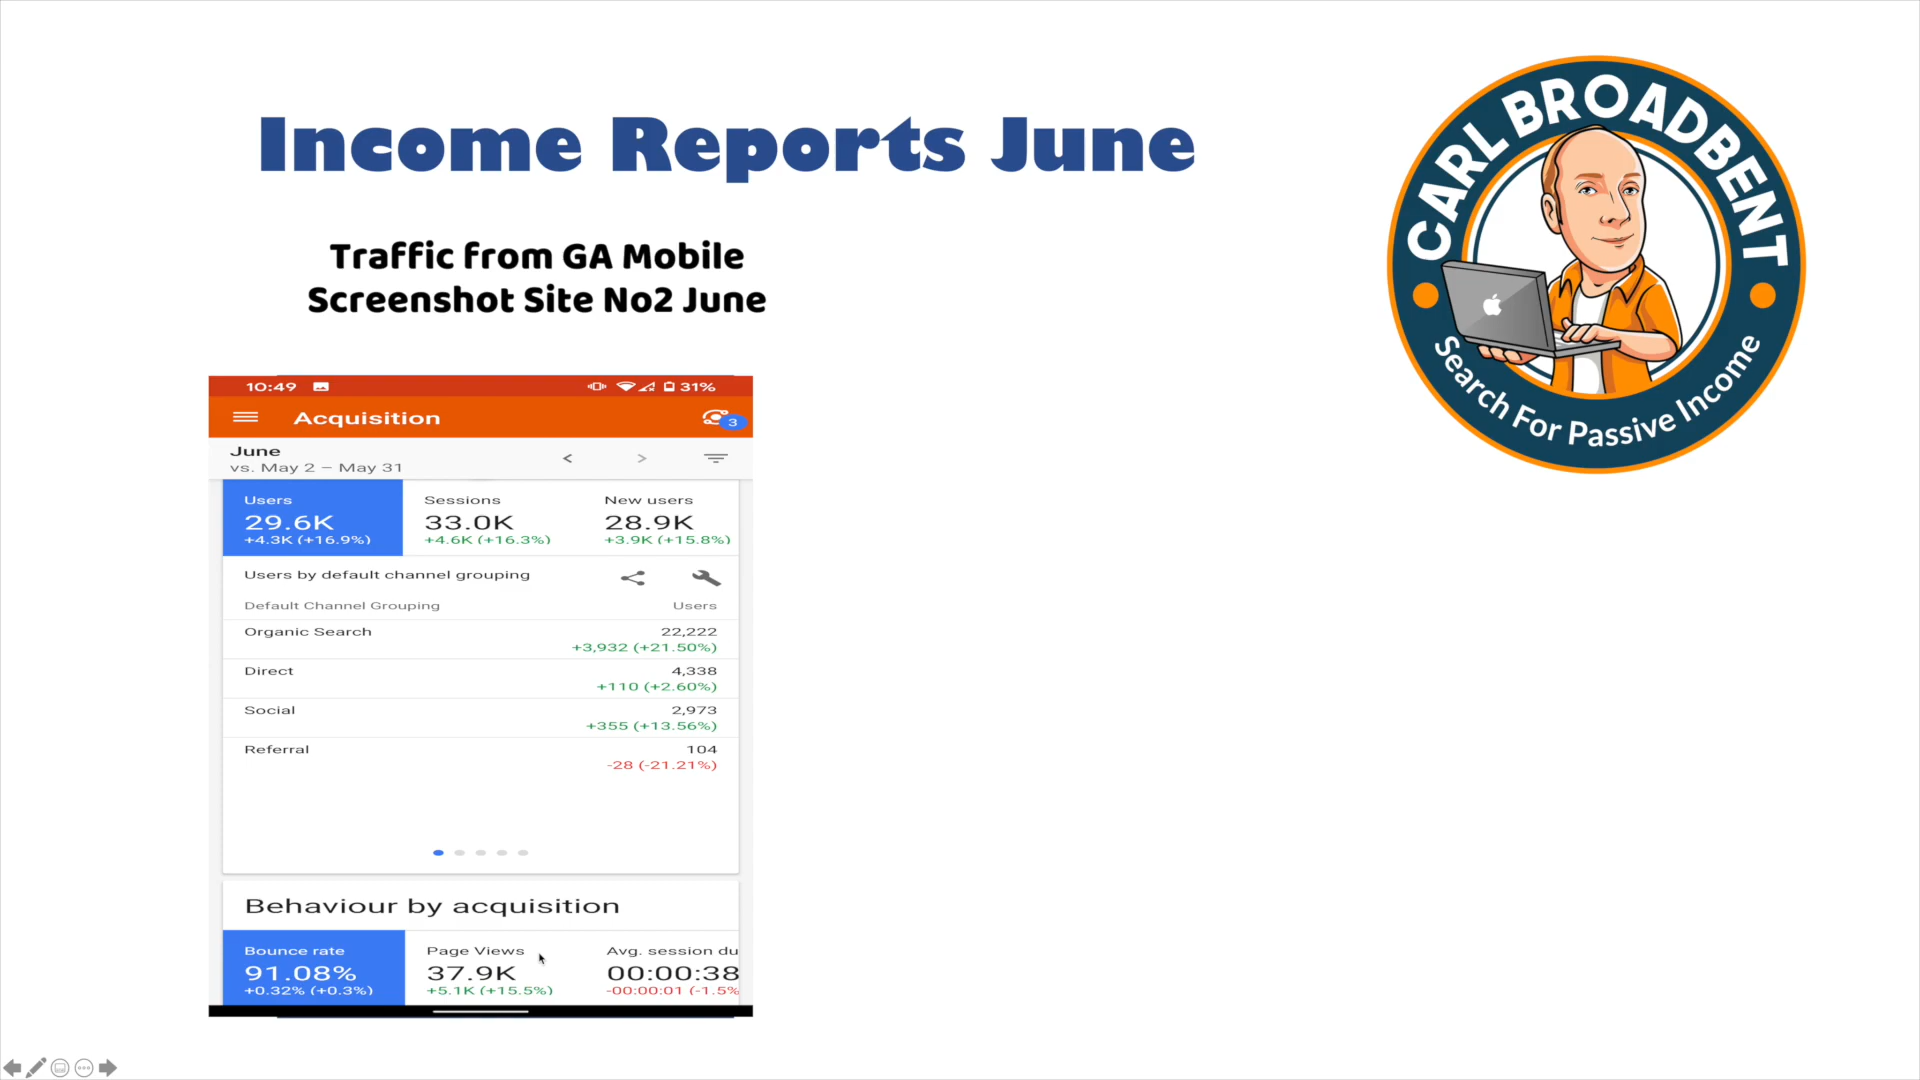 Income Reports June
CARL BROADBENT
Search For Passive Income
Traffic from GA Mobile
Screenshot Site No2 June
10:49 31%
Acquisition 3
June
vs. May 2 – May 31
< >
Users Sessions New users
29.6K 33.0K 28.9K
+4.3K (+16.9%) +4.6K (+16.3%) +3.9K (+15.8%)
Users by default channel grouping
Default Channel Grouping Users
Organic Search 22,222
+3,932 (+21.50%)
Direct 4,338
+110 (+2.60%)
Social 2,973
+355 (+13.56%)
Referral 104
-28 (-21.21%)
Behaviour by acquisition
Bounce rate Page Views Avg. session du
91.08% 37.9K 00:00:38
+0.32% (+0.3%) +5.1K (+15.5%) -00:00:01 (-1.5%